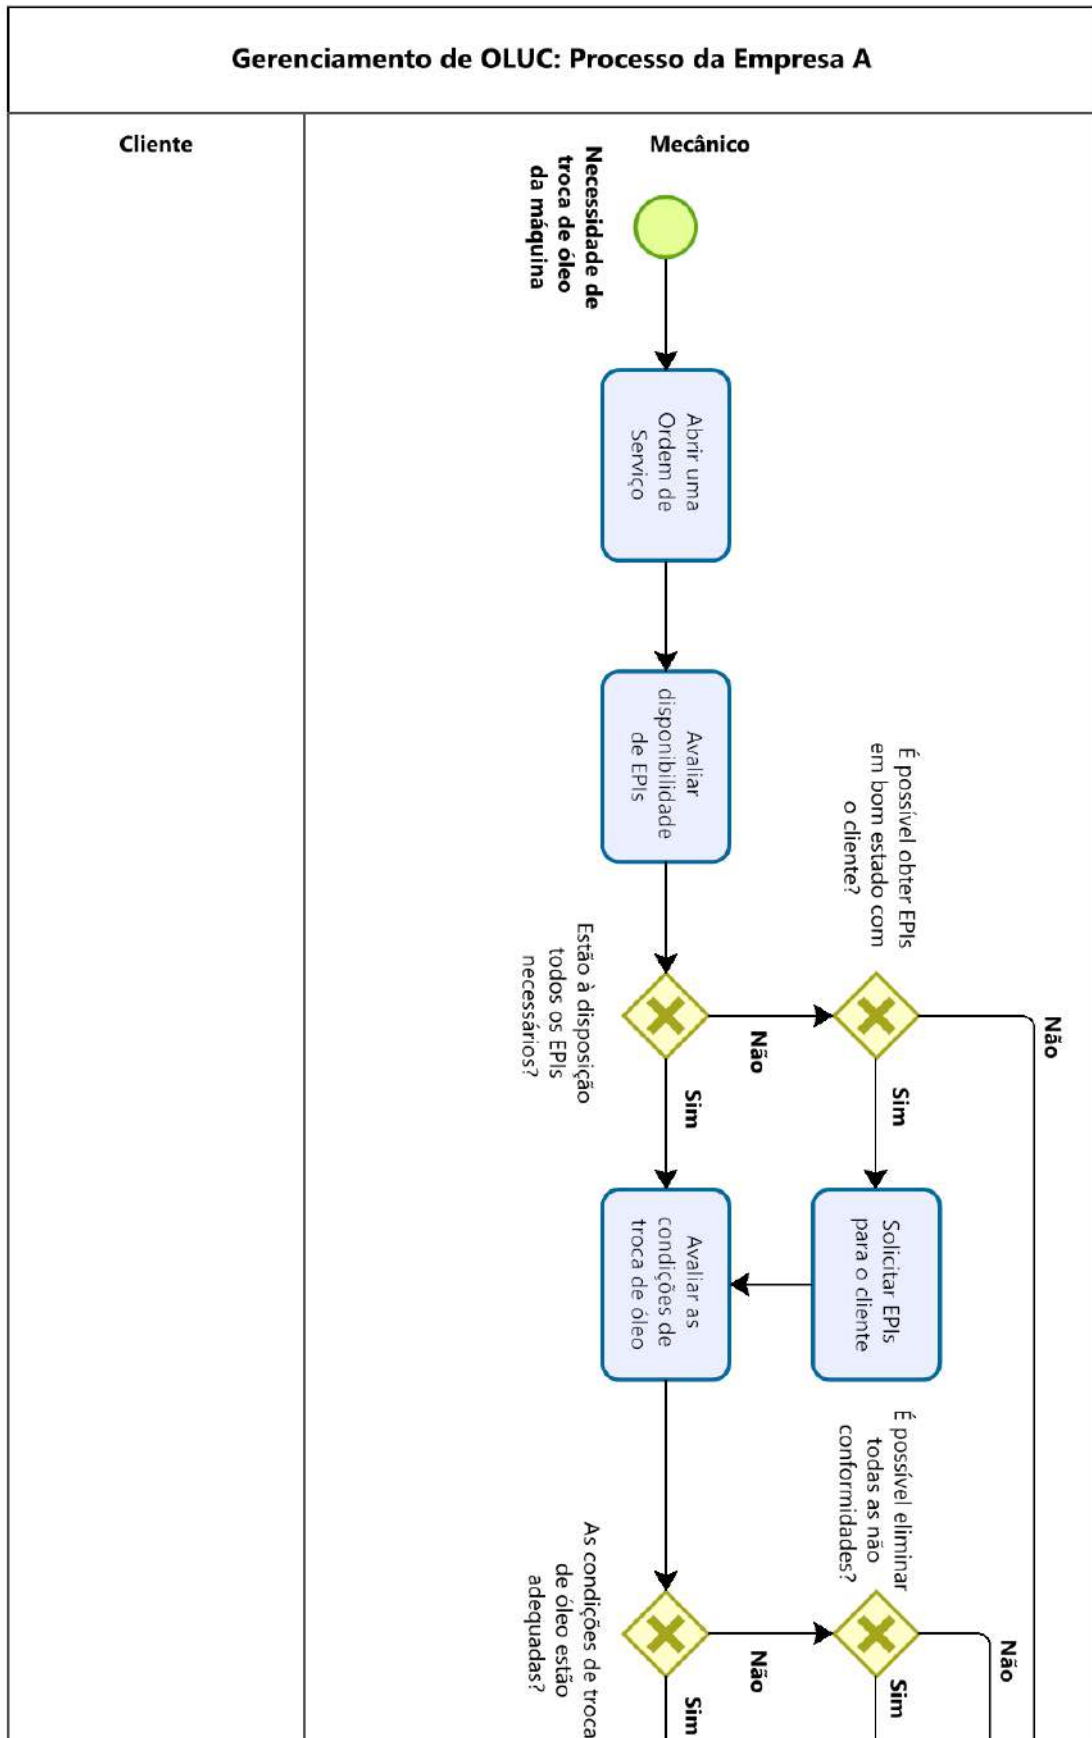 Gerenciamento de OLUC: Processo da Empresa A
Cliente
Mecânico
Necessidade de
troca de óleo
da máquina
Abrir uma
Ordem de
Serviço
Avaliar
disponibilidade
de EPIs
Estão à disposição
todos os EPIs
necessários?
Não
Sim
É possível obter EPIs
em bom estado com
o cliente?
Não
Sim
Solicitar EPIs
para o cliente
Avaliar as
condições de
troca de óleo
As condições de troca
de óleo estão
adequadas?
Não
Sim
É possível eliminar
todas as não
conformidades?
Não
Sim